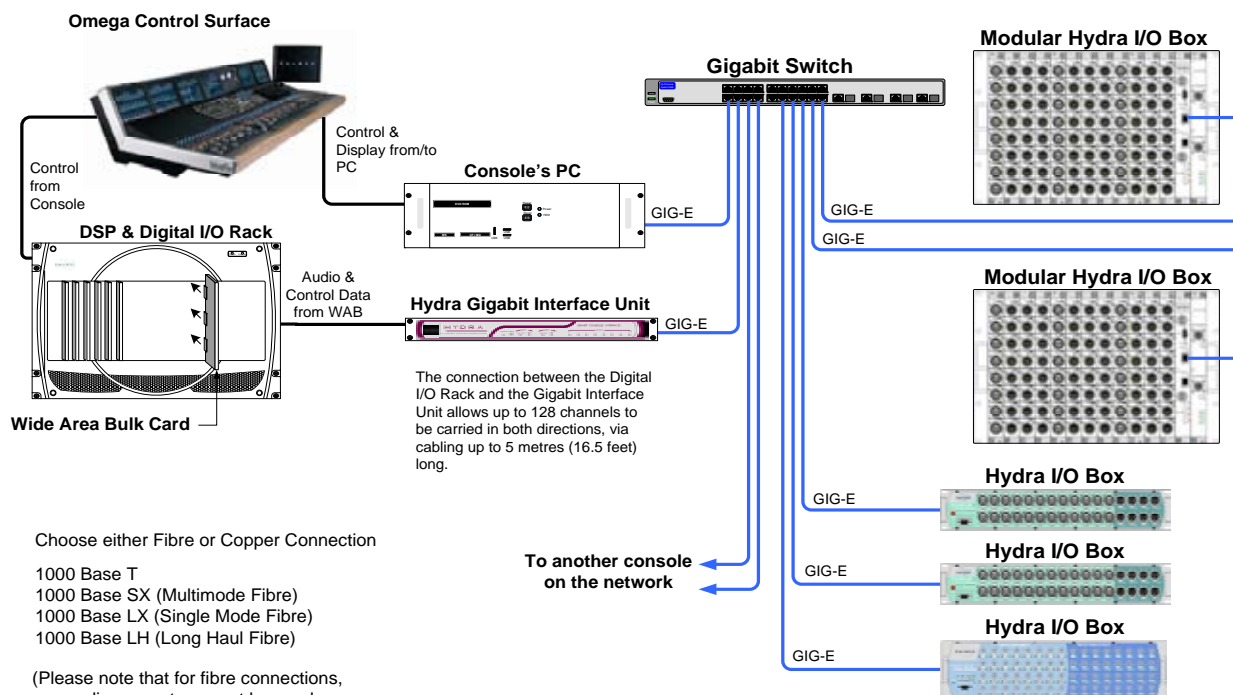 Omega Control Surface
Modular Hydra I/O Box
Gigabit Switch
Control &
Display from/to
PC
Control
from
Console
Console's PC
GIG-E
GIG-E
GIG-E
DSP & Digital I/O Rack
Audio &
Control Data
from WAB
Hydra Gigabit Interface Unit
GIG-E
Modular Hydra I/O Box
The connection between the Digital
I/O Rack and the Gigabit Interface
Unit allows up to 128 channels to
be carried in both directions, via
cabling up to 5 metres (16.5 feet)
long.
Wide Area Bulk Card
Hydra I/O Box
GIG-E
Choose either Fibre or Copper Connection
1000 Base T
1000 Base SX (Multimode Fibre)
1000 Base LX (Single Mode Fibre)
1000 Base LH (Long Haul Fibre)
To another console
on the network
Hydra I/O Box
GIG-E
Hydra I/O Box
GIG-E
(Please note that for fibre connections,